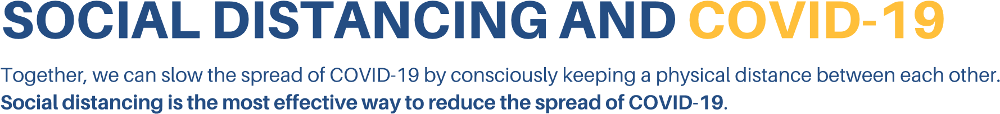 SOCIAL DISTANCING AND COVID-19
Together, we can slow the spread of COVID-19 by consciously keeping a physical distance between each other.
Social distancing is the most effective way to reduce the spread of COVID-19.